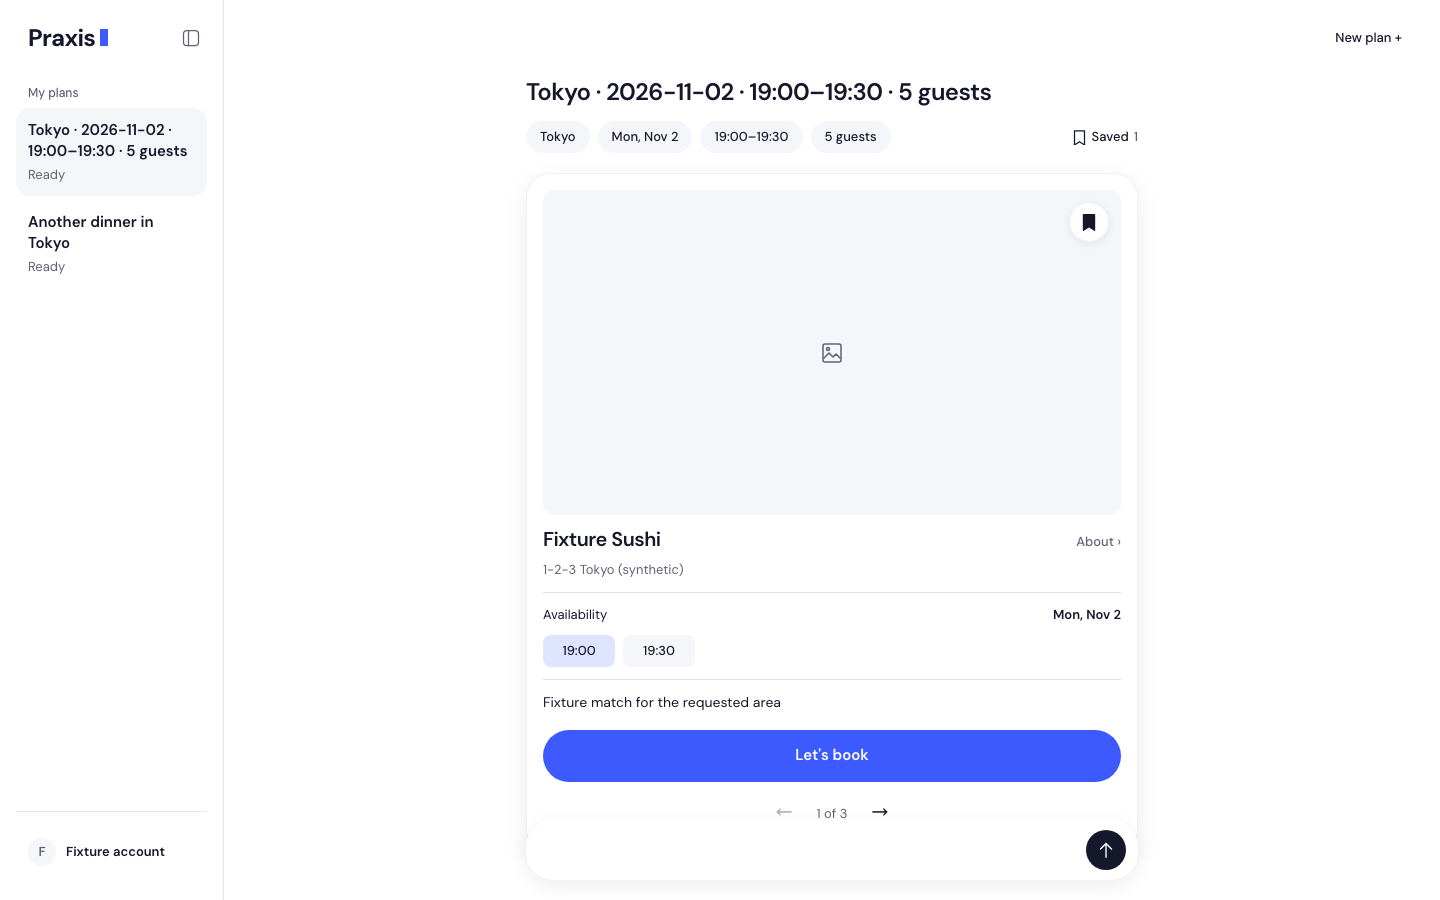 Praxis
New plan +
My plans
Tokyo · 2026-11-02 ·
19:00–19:30 · 5 guests
Ready
Another dinner in
Tokyo
Ready
F
Fixture account
Tokyo · 2026-11-02 · 19:00–19:30 · 5 guests
Tokyo
Mon, Nov 2
19:00–19:30
5 guests
Saved 1
Fixture Sushi
About ›
1-2-3 Tokyo (synthetic)
Availability
Mon, Nov 2
19:00
19:30
Fixture match for the requested area
Let's book
1 of 3